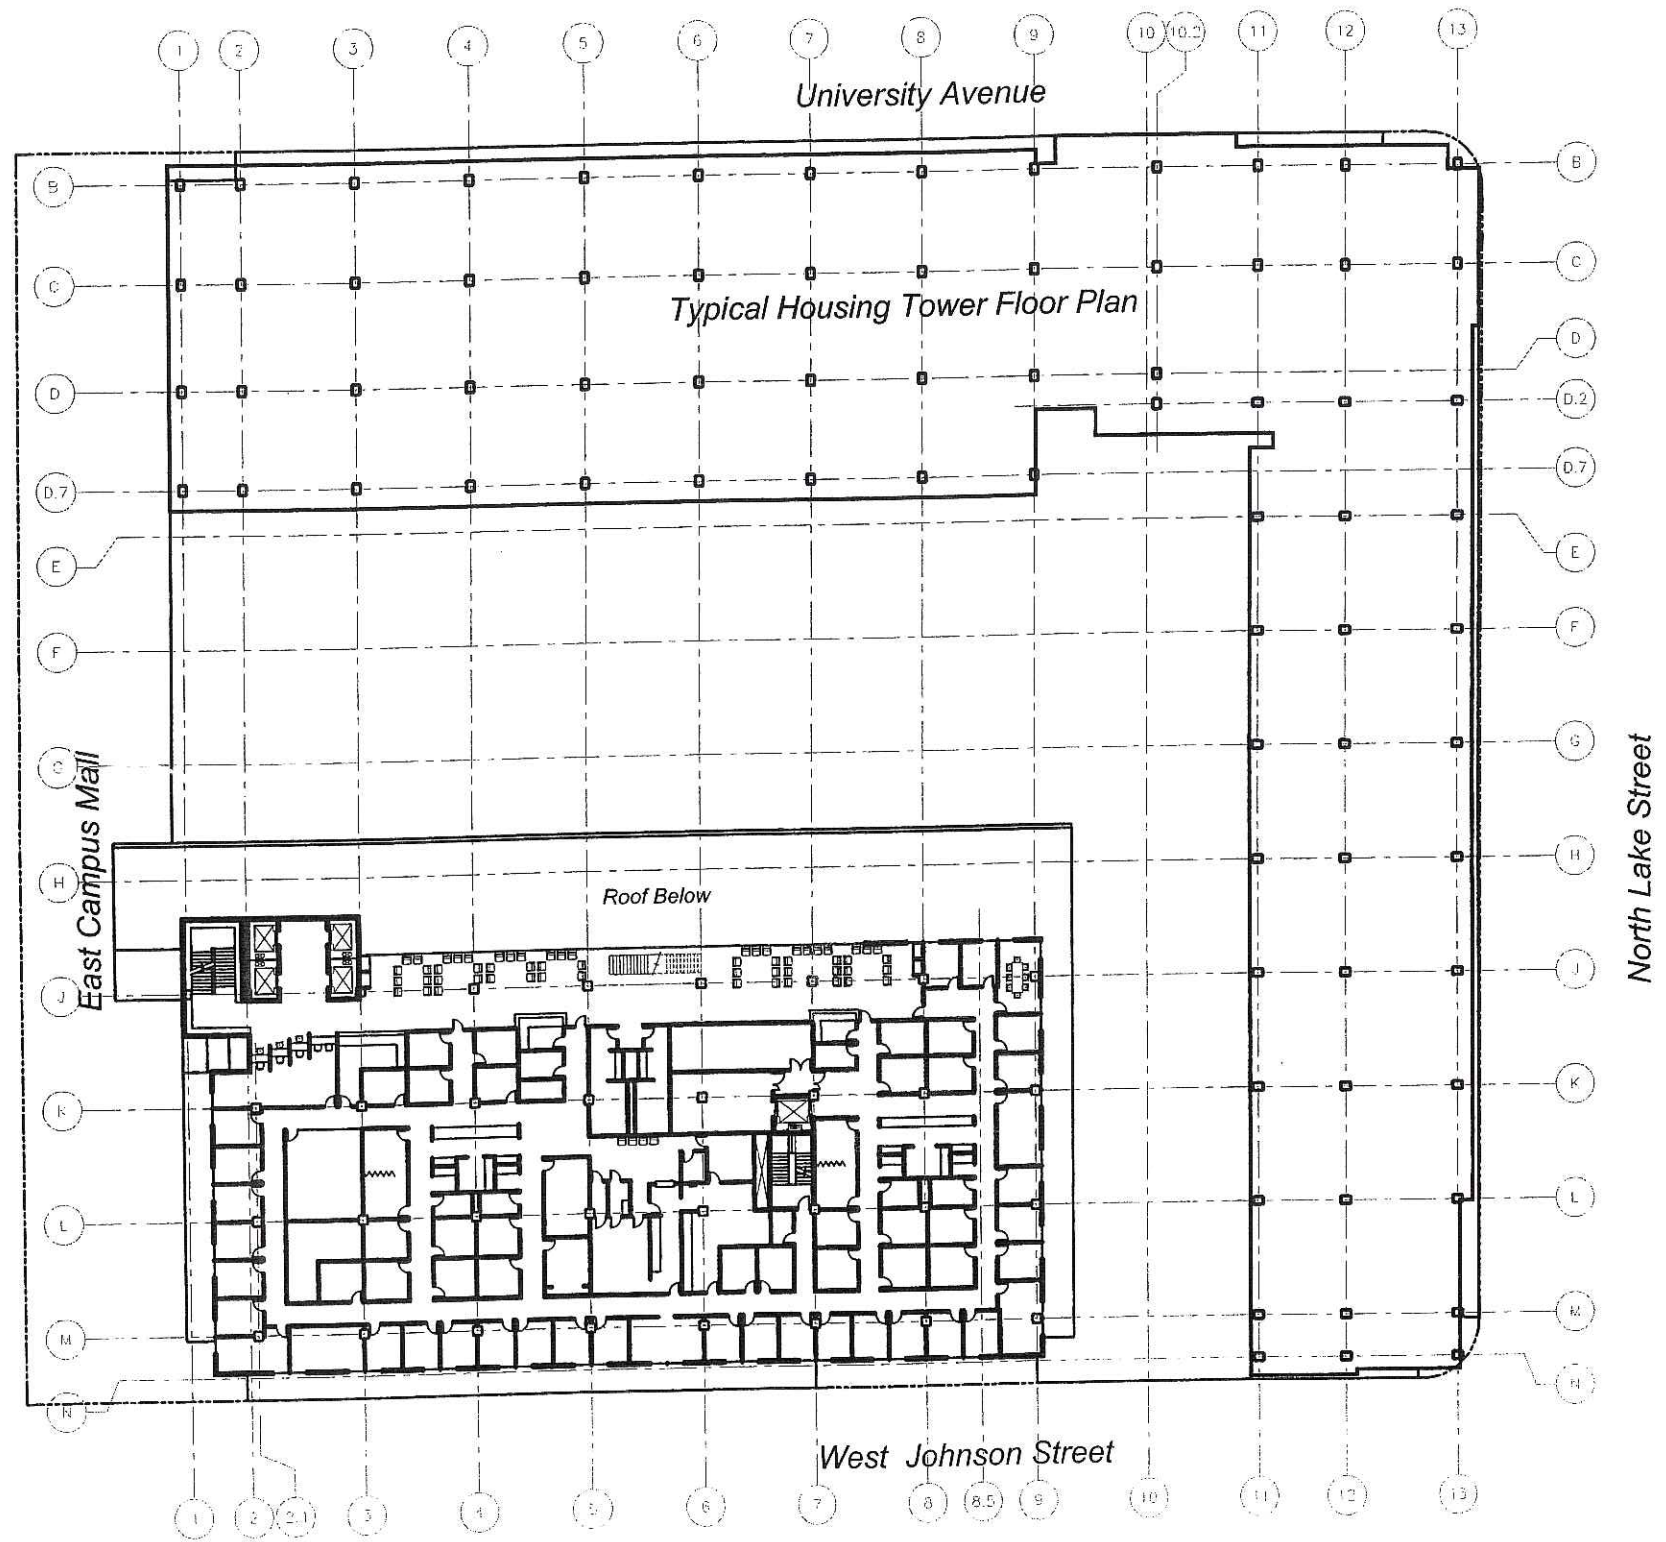 1 2 3 4 5 6 7 8 9 10 10.2 11 12 13
University Avenue
B B
C C
Typical Housing Tower Floor Plan
D
D
D.2
D.7 D.7
E E
F F
G G
East Campus Mall
North Lake Street
H H
Roof Below
J J
K K
L L
M M
N N
West Johnson Street
1 2 2.1 3 4 5 6 7 8 8.5 9 10 11 12 13